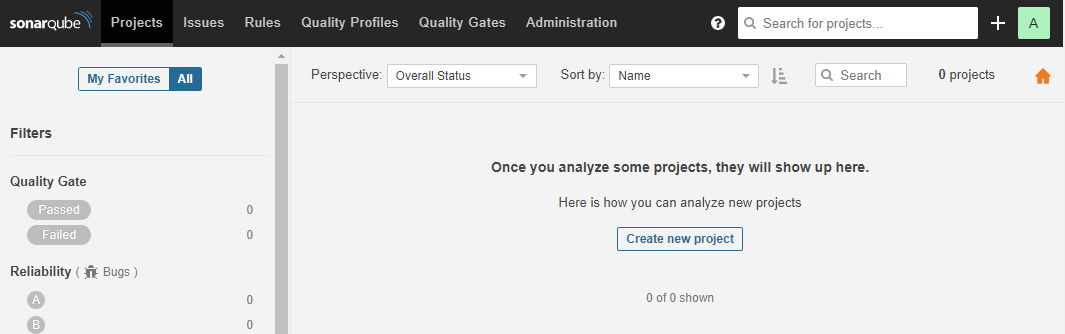 sonarqube Projects Issues Rules Quality Profiles Quality Gates Administration ? Search for projects... A
My Favorites All Perspective: Overall Status Sort by: Name Search 0 projects
Filters
Once you analyze some projects, they will show up here.
Quality Gate
Here is how you can analyze new projects
Passed 0
Failed 0
Create new project
Reliability ( Bugs )
A 0
0 of 0 shown
B 0